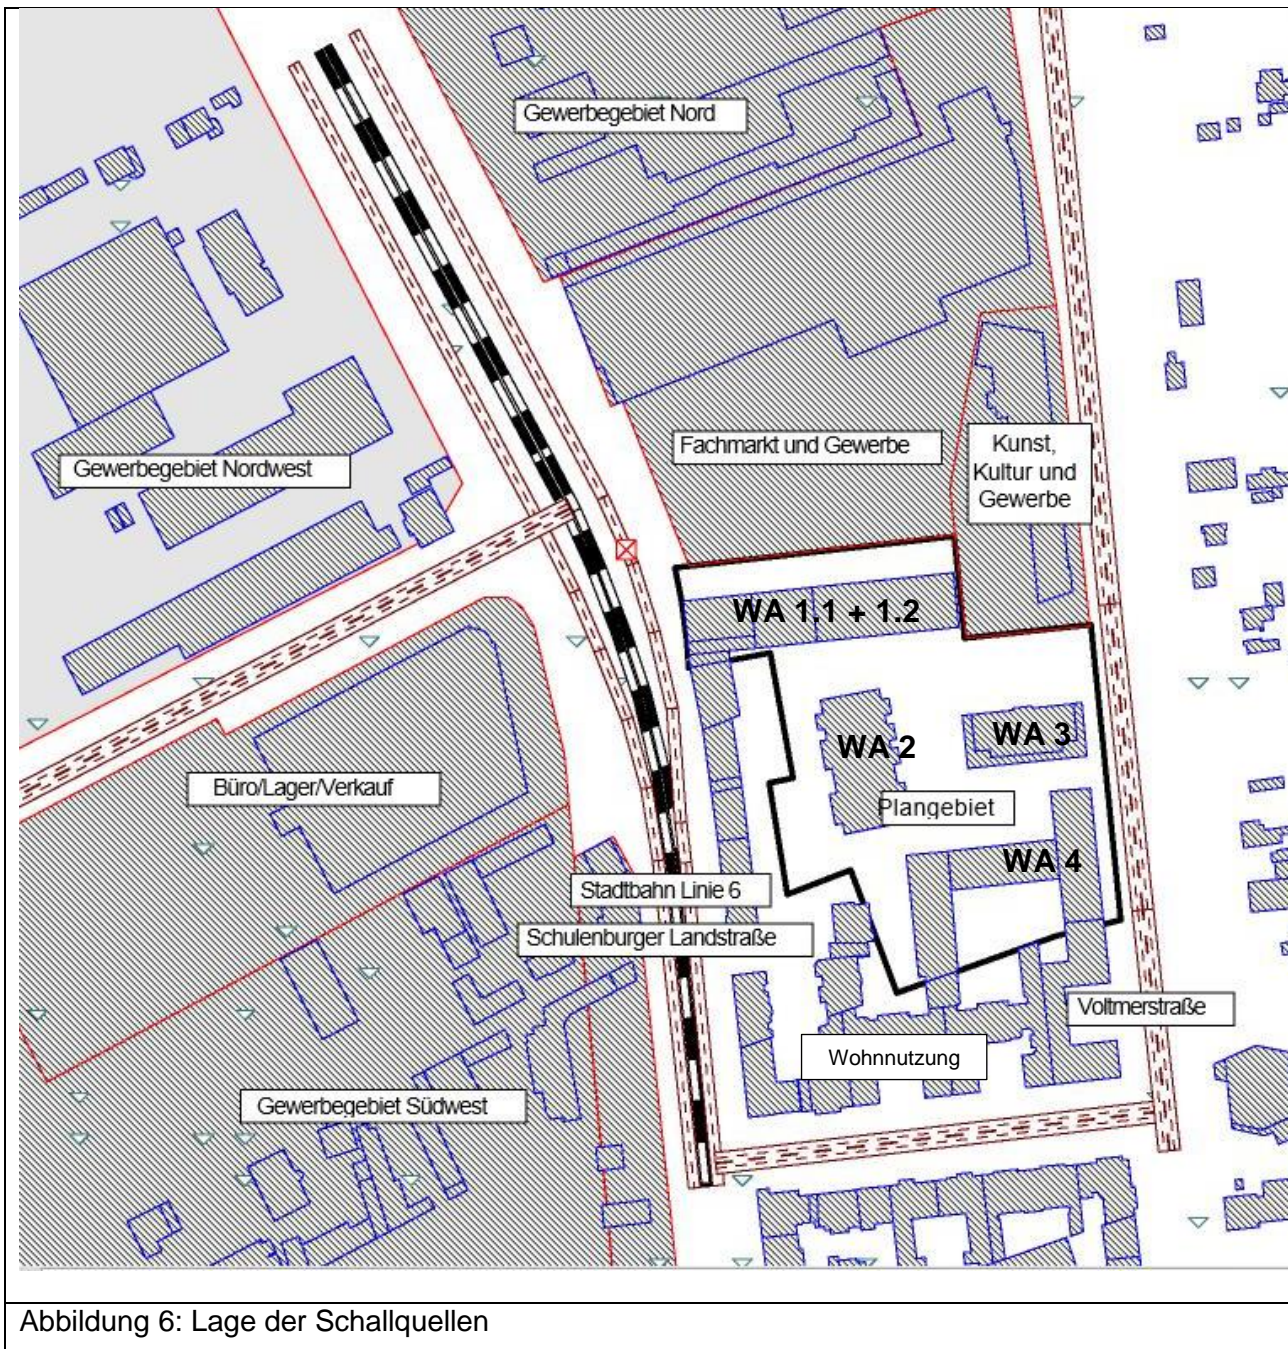 Gewerbegebiet Nord
Fachmarkt und Gewerbe
Kunst,
Kultur und
Gewerbe
Gewerbegebiet Nordwest
WA 1.1 + 1.2
WA 2
WA 3
Büro/Lager/Verkauf
Plangebiet
WA 4
Stadtbahn Linie 6
Schulenburger Landstraße
Voltmerstraße
Wohnnutzung
Gewerbegebiet Südwest
Abbildung 6: Lage der Schallquellen